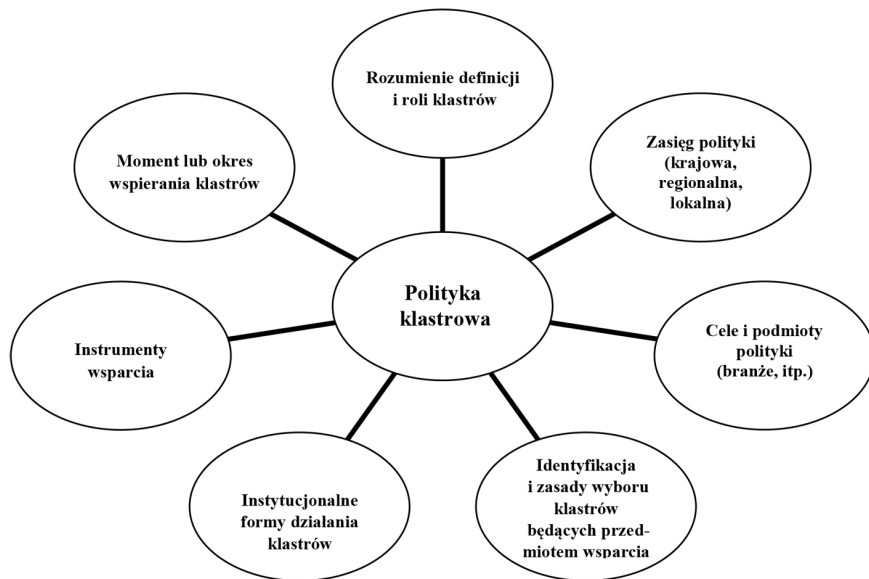 Rozumienie definicji
i roli klastrów
Moment lub okres
wspierania klastrów
Zasięg polityki
(krajowa,
regionalna,
lokalna)
Polityka
klastrowa
Instrumenty
wsparcia
Cele i podmioty
polityki
(branże, itp.)
Instytucjonalne
formy działania
klastrów
Identyfikacja
i zasady wyboru
klastrów
będących przed-
miotem wsparcia